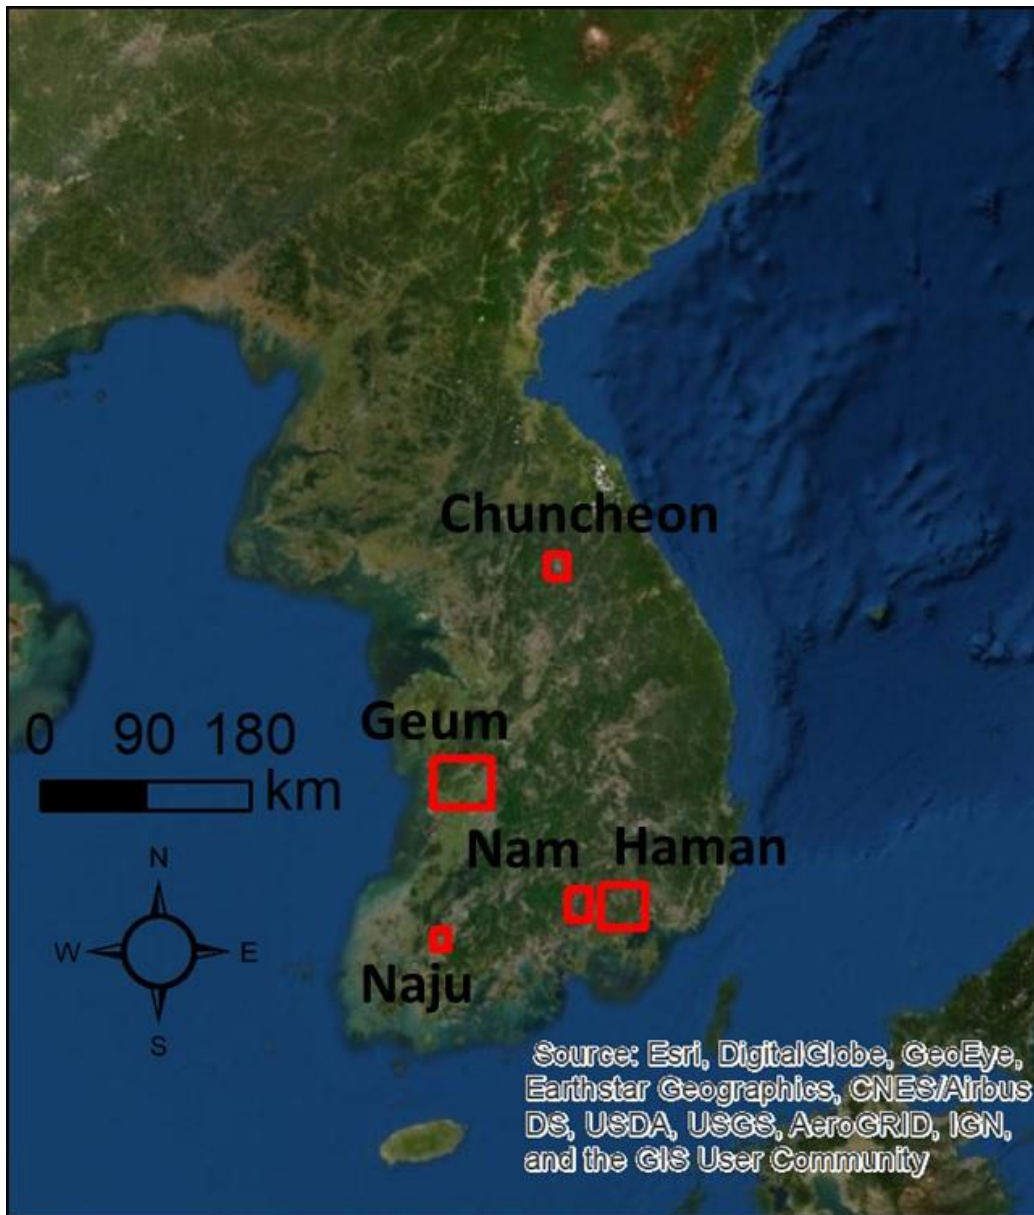 Chuncheon
Geum
0 90 180
km
Nam Haman
N
W E
S
Naju
Source: Esri, DigitalGlobe, GeoEye,
Earthstar Geographics, CNES/Airbus
DS, USDA, USGS, AeroGRID, IGN,
and the GIS User Community